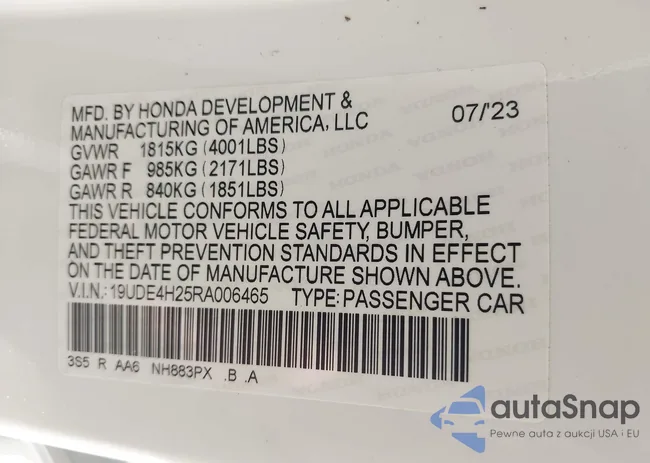 MFD. BY HONDA DEVELOPMENT &
MANUFACTURING OF AMERICA, LLC 07/'23
GVWR 1815KG (4001LBS)
GAWR F 985KG (2171LBS)
GAWR R 840KG (1851LBS)
THIS VEHICLE CONFORMS TO ALL APPLICABLE
FEDERAL MOTOR VEHICLE SAFETY, BUMPER,
AND THEFT PREVENTION STANDARDS IN EFFECT
ON THE DATE OF MANUFACTURE SHOWN ABOVE.
V.I.N.:19UDE4H25RA006465 TYPE:PASSENGER CAR
3S5 R AA6 NH883PX .B .A
autoSnap
Pewne auta z aukcji USA i EU